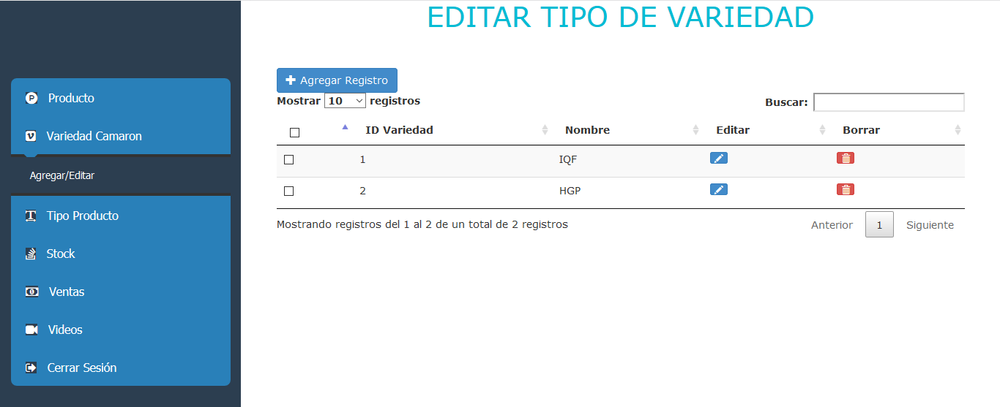 EDITAR TIPO DE VARIEDAD
Producto
Variedad Camaron
Agregar/Editar
Tipo Producto
Stock
Ventas
Videos
Cerrar Sesión
Agregar Registro
Mostrar 10 registros
Buscar:
ID Variedad Nombre Editar Borrar
1 IQF
2 HGP
Mostrando registros del 1 al 2 de un total de 2 registros
Anterior 1 Siguiente